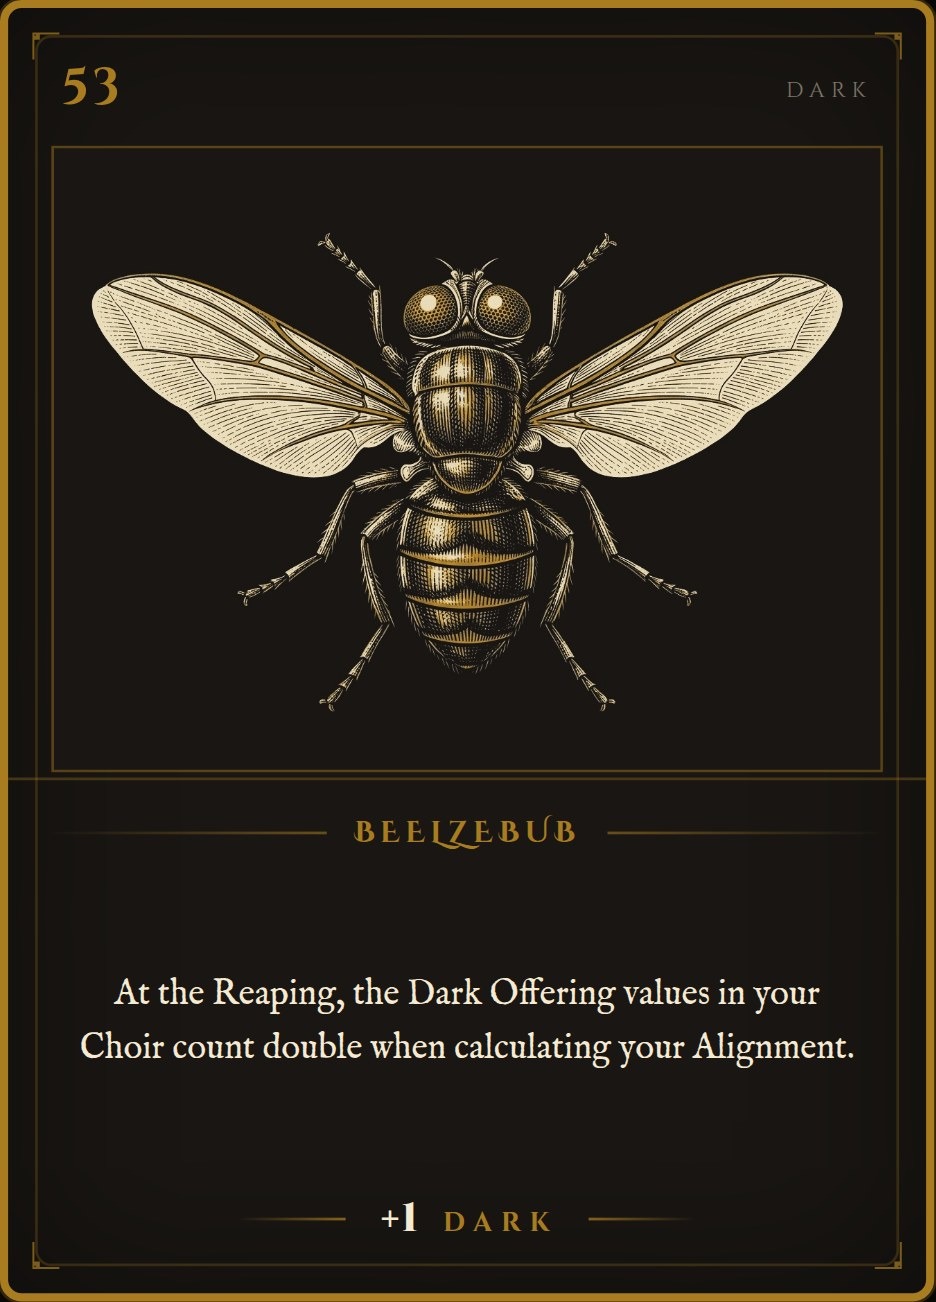 53
DARK
BEELZEBUB
At the Reaping, the Dark Offering values in your
Choir count double when calculating your Alignment.
+1 DARK